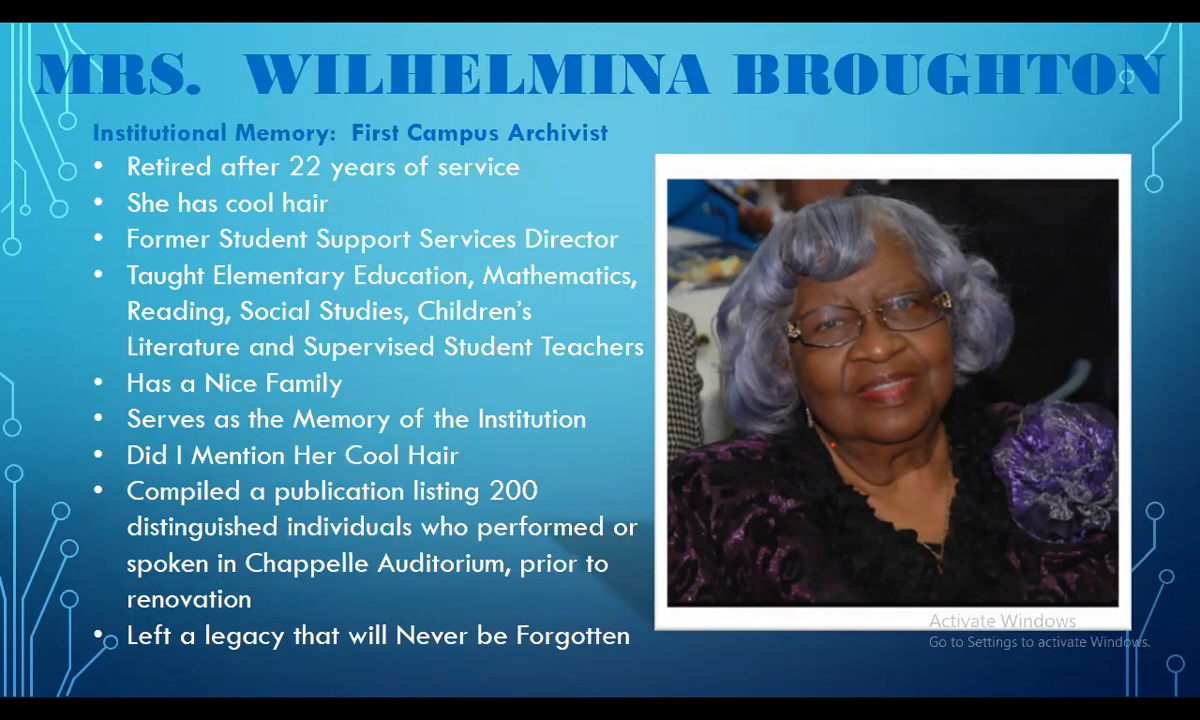 MRS. WILHELMINA BROUGHTON
Institutional Memory: First Campus Archivist
• Retired after 22 years of service
• She has cool hair
• Former Student Support Services Director
• Taught Elementary Education, Mathematics,
Reading, Social Studies, Children’s
Literature and Supervised Student Teachers
• Has a Nice Family
• Serves as the Memory of the Institution
• Did I Mention Her Cool Hair
• Compiled a publication listing 200
distinguished individuals who performed or
spoken in Chappelle Auditorium, prior to
renovation
• Left a legacy that will Never be Forgotten
Activate Windows
Go to Settings to activate Windows.